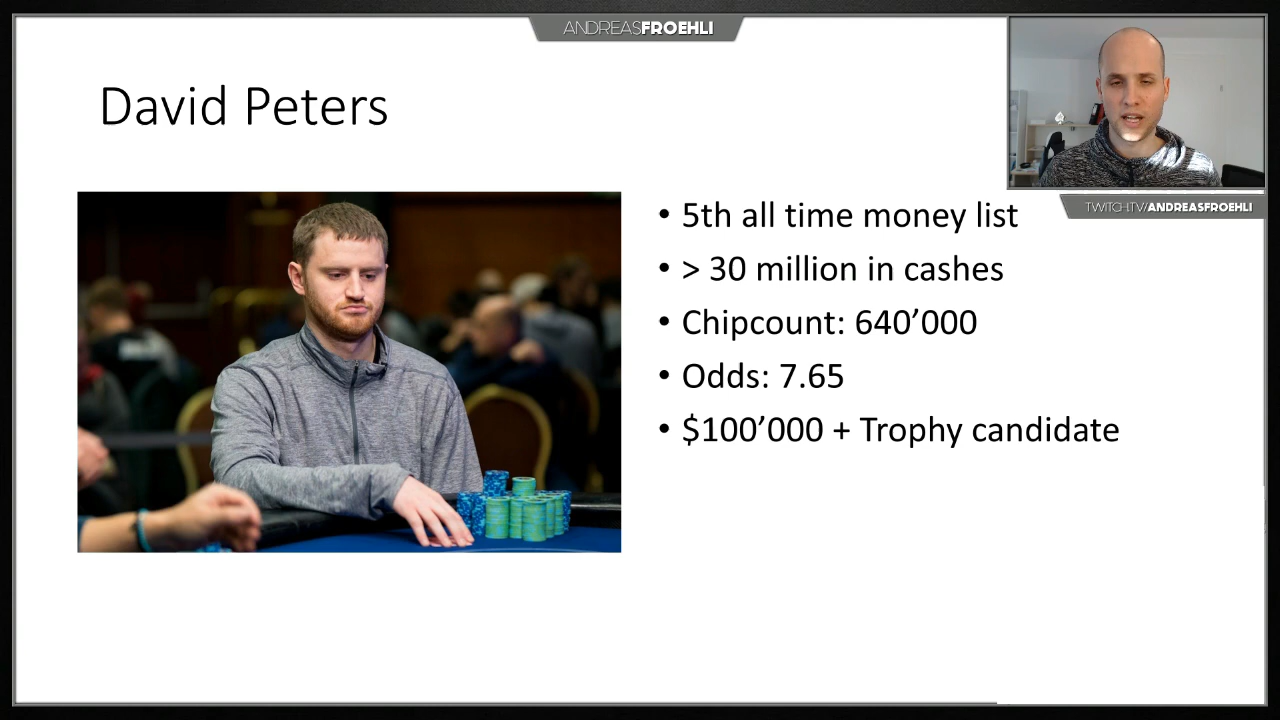 ANDREASFROEHLI
David Peters
• 5th all time money list
TWITCH.TV/ANDREASFROEHLI
• > 30 million in cashes
• Chipcount: 640’000
• Odds: 7.65
• $100’000 + Trophy candidate